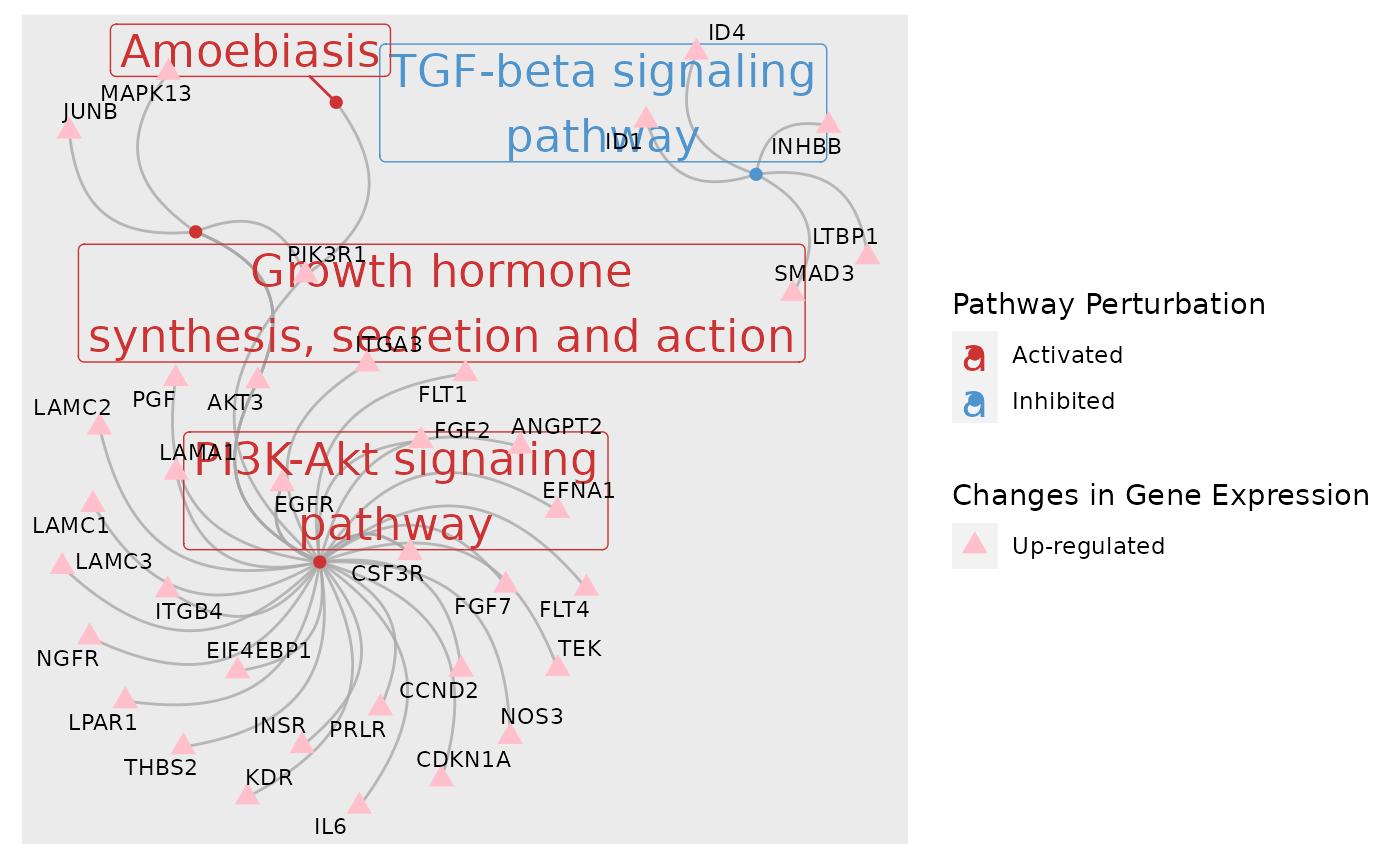 ID4
Amoebiasis
TGF-beta signaling
pathway
MAPK13
JUNB
ID1
INHBB
LTBP1
PIK3R1
SMAD3
Growth hormone
synthesis, secretion and action
ITGA3
PGF
AKT3
FLT1
LAMC2
FGF2
ANGPT2
LAMA1
PI3K-Akt signaling
pathway
EFNA1
EGFR
LAMC1
LAMC3
CSF3R
ITGB4
FGF7
FLT4
NGFR
EIF4EBP1
TEK
CCND2
LPAR1
INSR
PRLR
NOS3
THBS2
KDR
CDKN1A
IL6
Pathway Perturbation
a Activated
a Inhibited
Changes in Gene Expression
Up-regulated